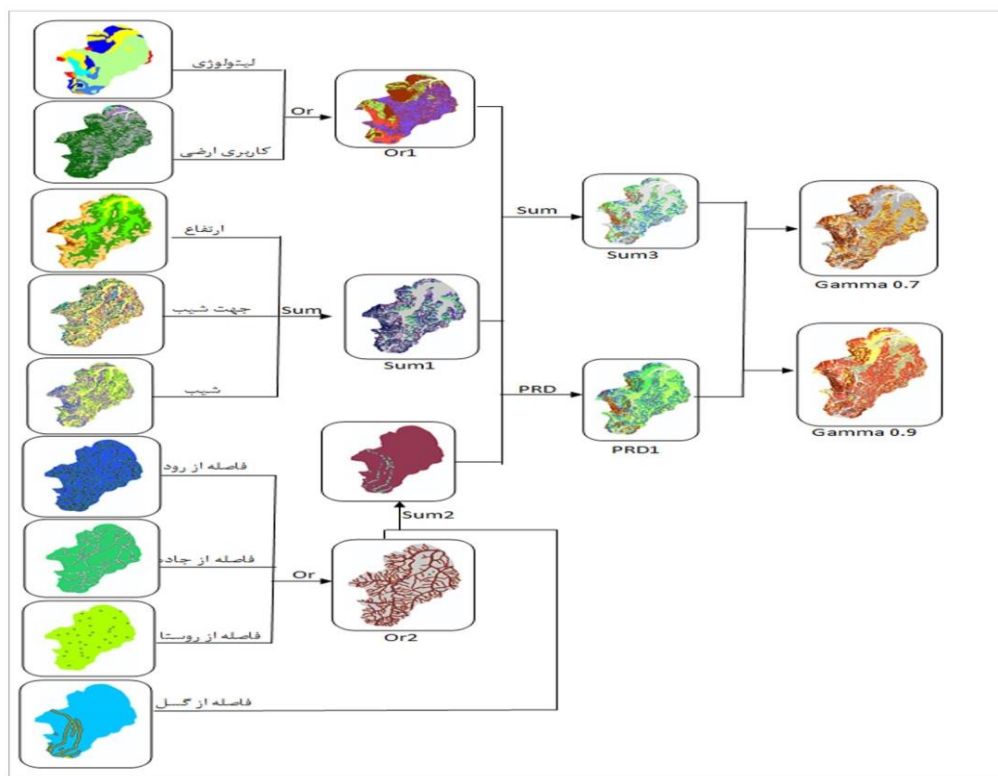 لیتولوژی
Or
کاربری ارضی
Or1
ارتفاع
جهت شیب
Sum
شیب
Sum1
Sum
Sum3
Gamma 0.7
PRD
PRD1
Gamma 0.9
فاصله از رود
فاصله از جاده
فاصله از روستا
Or
Or2
Sum2
فاصله از گسل